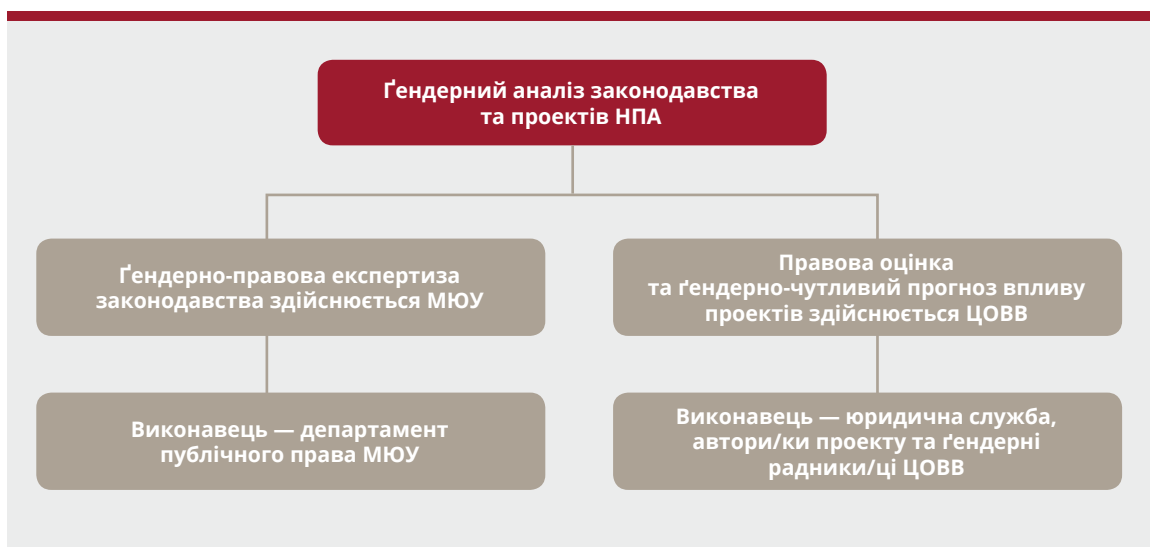 Ґендерний аналіз законодавства
та проектів НПА
Ґендерно-правова експертиза
законодавства здійснюється МЮУ
Правова оцінка
та ґендерно-чутливий прогноз впливу
проектів здійснюється ЦОВВ
Виконавець — департамент
публічного права МЮУ
Виконавець — юридична служба,
автори/ки проекту та ґендерні
радники/ці ЦОВВ